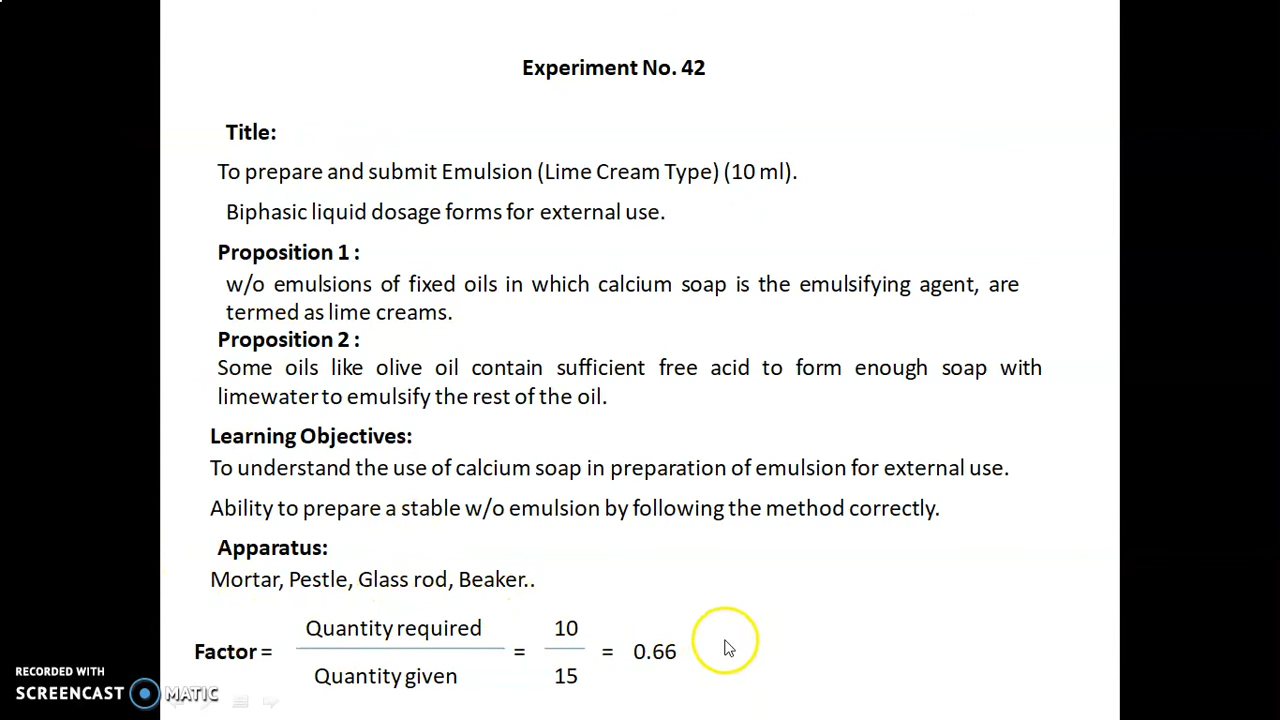 Experiment No. 42
Title:
To prepare and submit Emulsion (Lime Cream Type) (10 ml).
Biphasic liquid dosage forms for external use.
Proposition 1 :
w/o emulsions of fixed oils in which calcium soap is the emulsifying agent, are
termed as lime creams.
Proposition 2 :
Some oils like olive oil contain sufficient free acid to form enough soap with
limewater to emulsify the rest of the oil.
Learning Objectives:
To understand the use of calcium soap in preparation of emulsion for external use.
Ability to prepare a stable w/o emulsion by following the method correctly.
Apparatus:
Mortar, Pestle, Glass rod, Beaker..
Quantity required 10
Factor = = = 0.66
Quantity given 15
RECORDED WITH
SCREENCAST MATIC